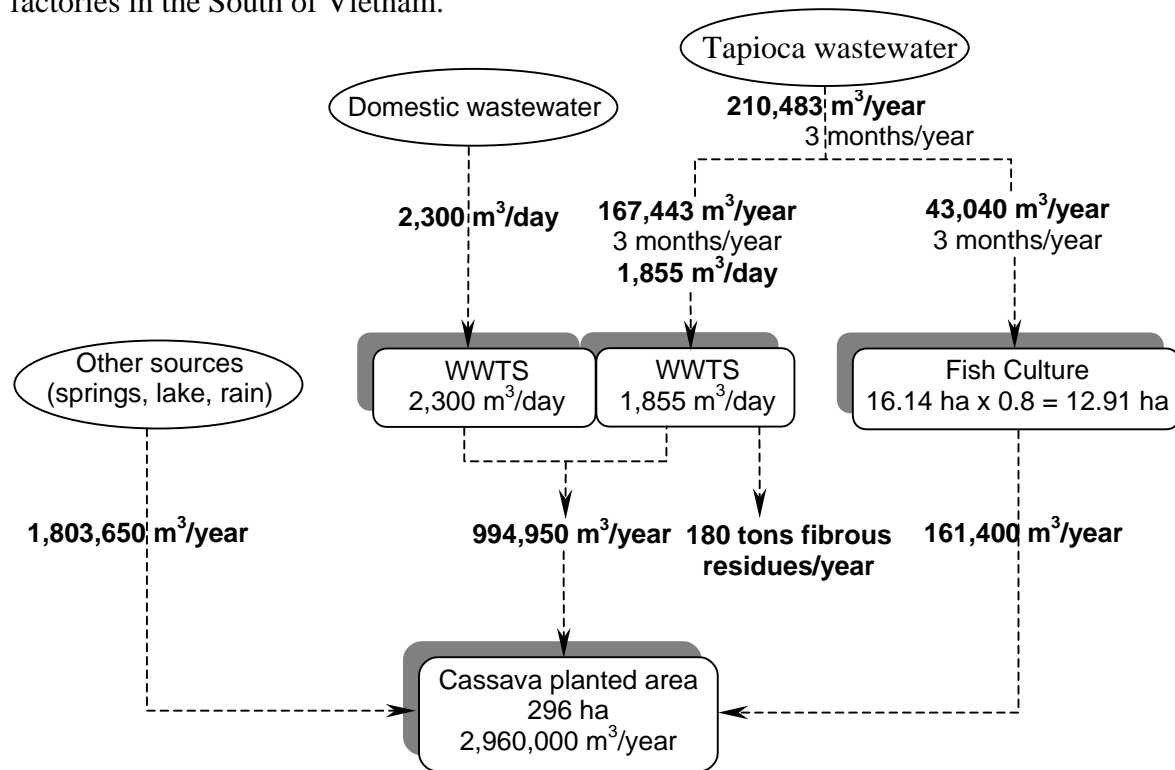 factories in the South of Vietnam.
Tapioca wastewater
210,483 m³/year
3 months/year
Domestic wastewater
2,300 m³/day
167,443 m³/year
3 months/year
1,855 m³/day
43,040 m³/year
3 months/year
Other sources
(springs, lake, rain)
WWTS
2,300 m³/day
WWTS
1,855 m³/day
Fish Culture
16.14 ha x 0.8 = 12.91 ha
1,803,650 m³/year
994,950 m³/year
180 tons fibrous
residues/year
161,400 m³/year
Cassava planted area
296 ha
2,960,000 m³/year